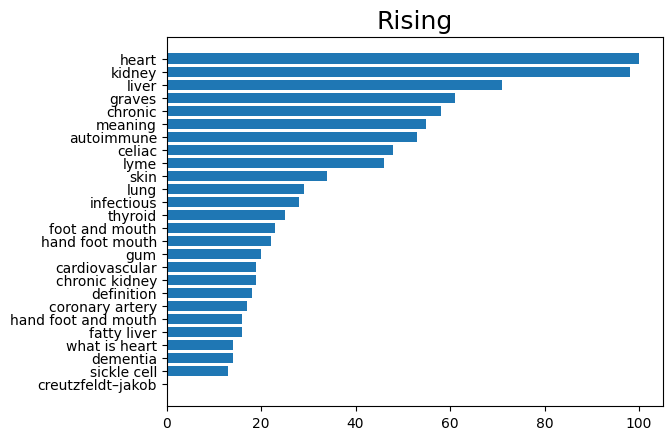 Rising
heart
kidney
liver
graves
chronic
meaning
autoimmune
celiac
lyme
skin
lung
infectious
thyroid
foot and mouth
hand foot mouth
gum
cardiovascular
chronic kidney
definition
coronary artery
hand foot and mouth
fatty liver
what is heart
dementia
sickle cell
creutzfeldt–jakob
0 20 40 60 80 100